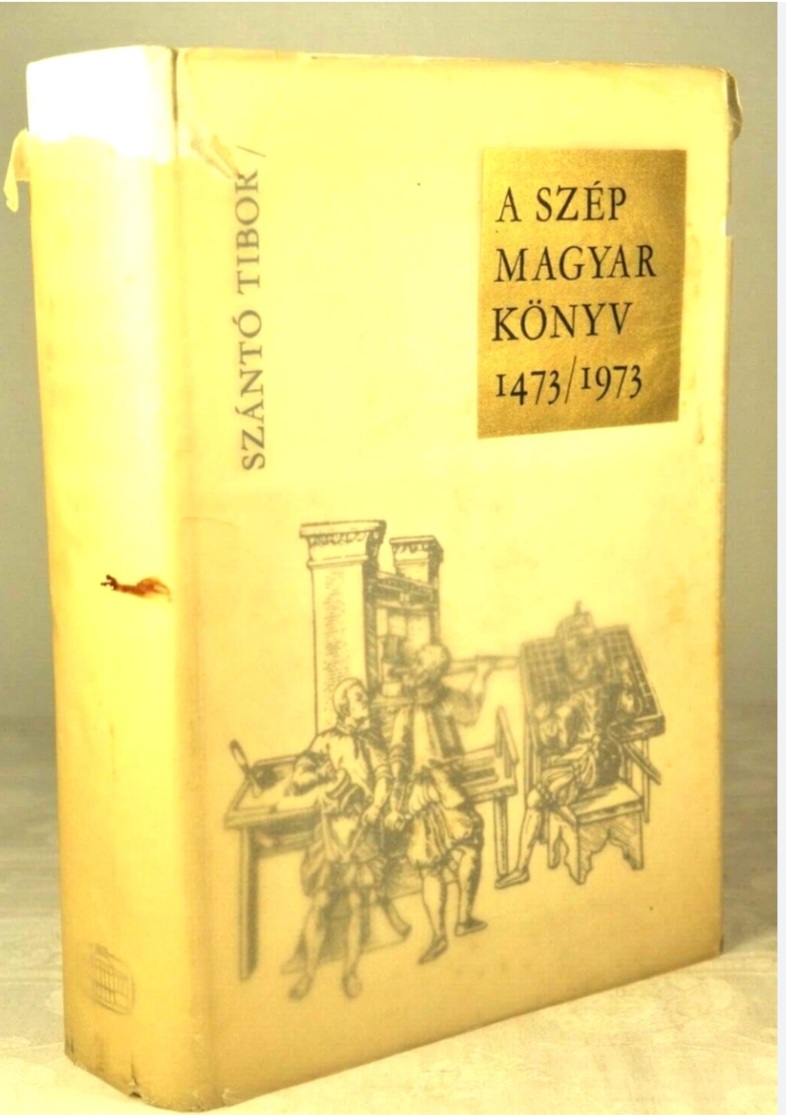 SZÁNTÓ TIBOR /
A SZÉP
MAGYAR
KÖNYV
1473/1973